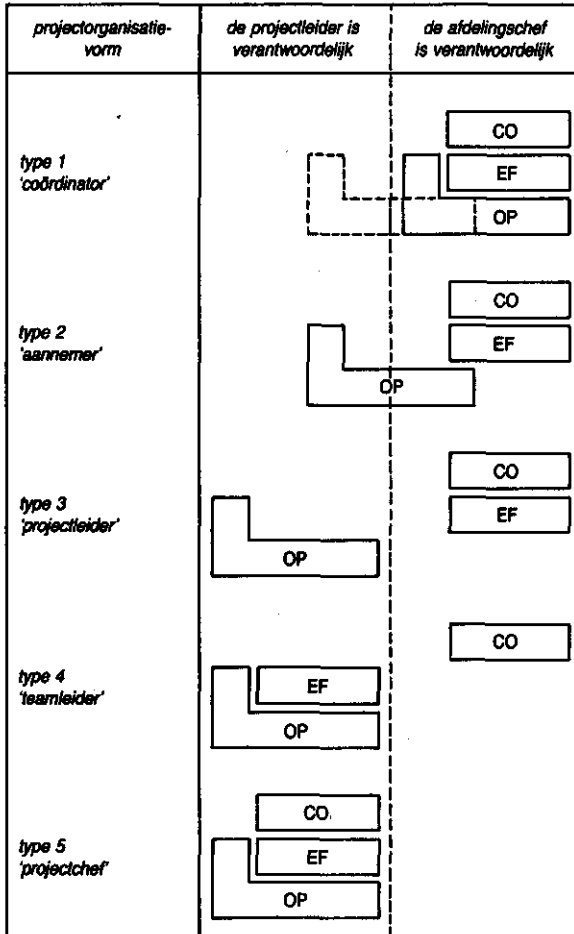 projectorganisatie-
vorm
de projectleider is
verantwoordelijk
de afdelingschef
is verantwoordelijk
type 1
'coördinator'
CO
EF
OP
type 2
'aannemer'
CO
EF
OP
type 3
'projectleider'
CO
EF
OP
type 4
'teamleider'
CO
EF
OP
type 5
'projectchef'
CO
EF
OP